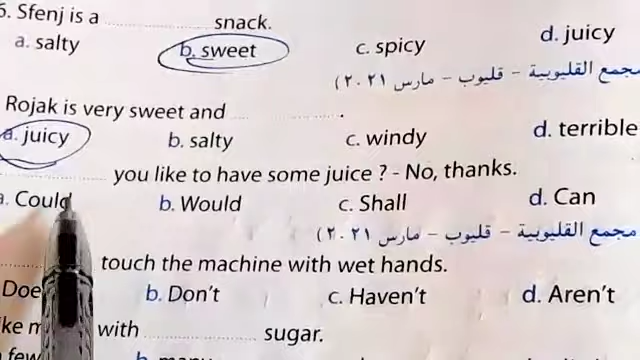 6. Sfenj is a .................... snack.
a. salty b. sweet c. spicy d. juicy
مجمع القليوبية - قليوب - مارس ٢٠٢١)
Rojak is very sweet and .................... .
a. juicy b. salty c. windy d. terrible
.................... you like to have some juice ? - No, thanks.
a. Could b. Would c. Shall d. Can
مجمع القليوبية - قليوب - مارس ٢٠٢١)
touch the machine with wet hands.
b. Don't c. Haven't d. Aren't
with .................... sugar.
few